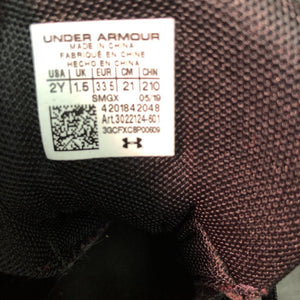 UNDER ARMOUR
MADE IN CHINA
FABRIQUÉ EN CHINE
HECHO EN CHINA
USA UK EUR CM CHN
2Y 1.5 33.5 21 210
SMGX 05/19
4201842048
Art.3022124-601
3GCFXC8P00609